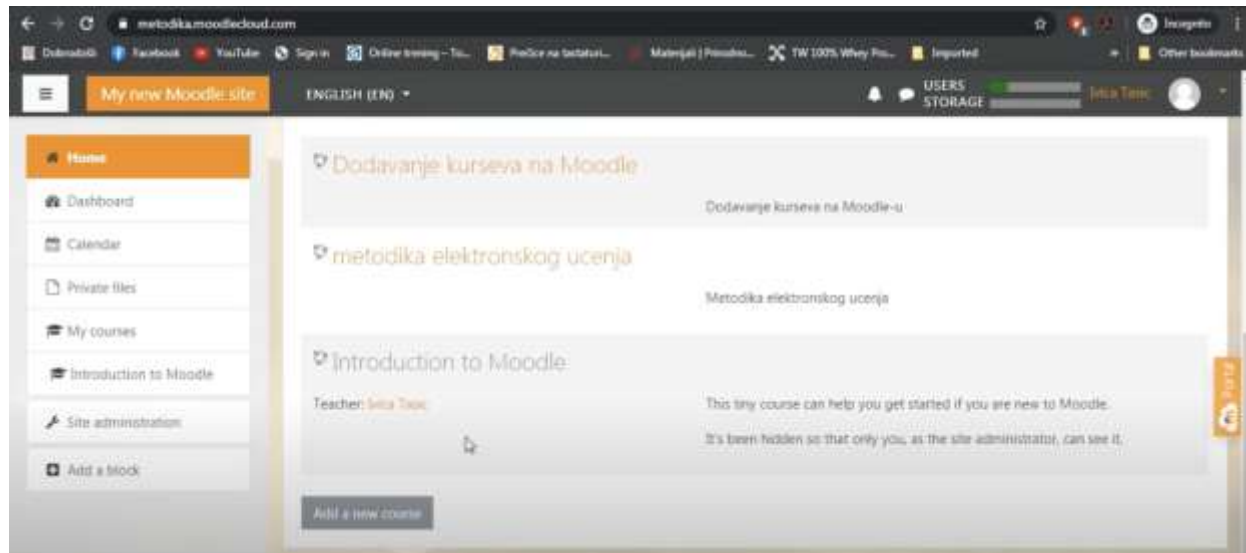 metodika.moodlecloud.com
Incognito
Facebook YouTube Sign in Imported Other bookmarks
My new Moodle site ENGLISH (EN) USERS
STORAGE
Home
Dashboard
Calendar
Private files
My courses
Introduction to Moodle
Site administration
Add a block
Dodavanje kurseva na Moodle
Dodavanje kurseva na Moodle-u
metodika elektronskog ucenja
Metodika elektronskog ucenja
Introduction to Moodle
Teacher:
This tiny course can help you get started if you are new to Moodle.
It's been hidden so that only you, as the site administrator, can see it.
Add a new course
Portal